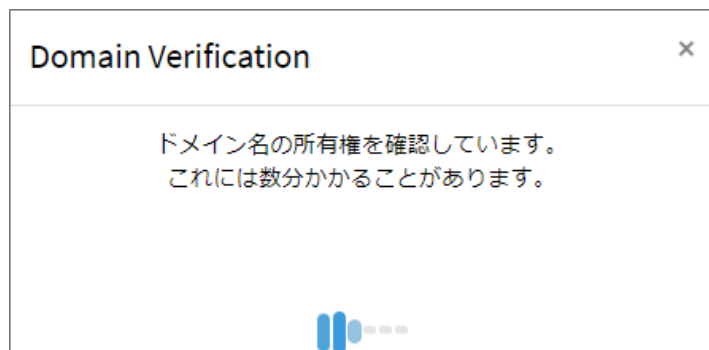 Domain Verification ×
ドメイン名の所有権を確認しています。
これには数分かかることがあります。